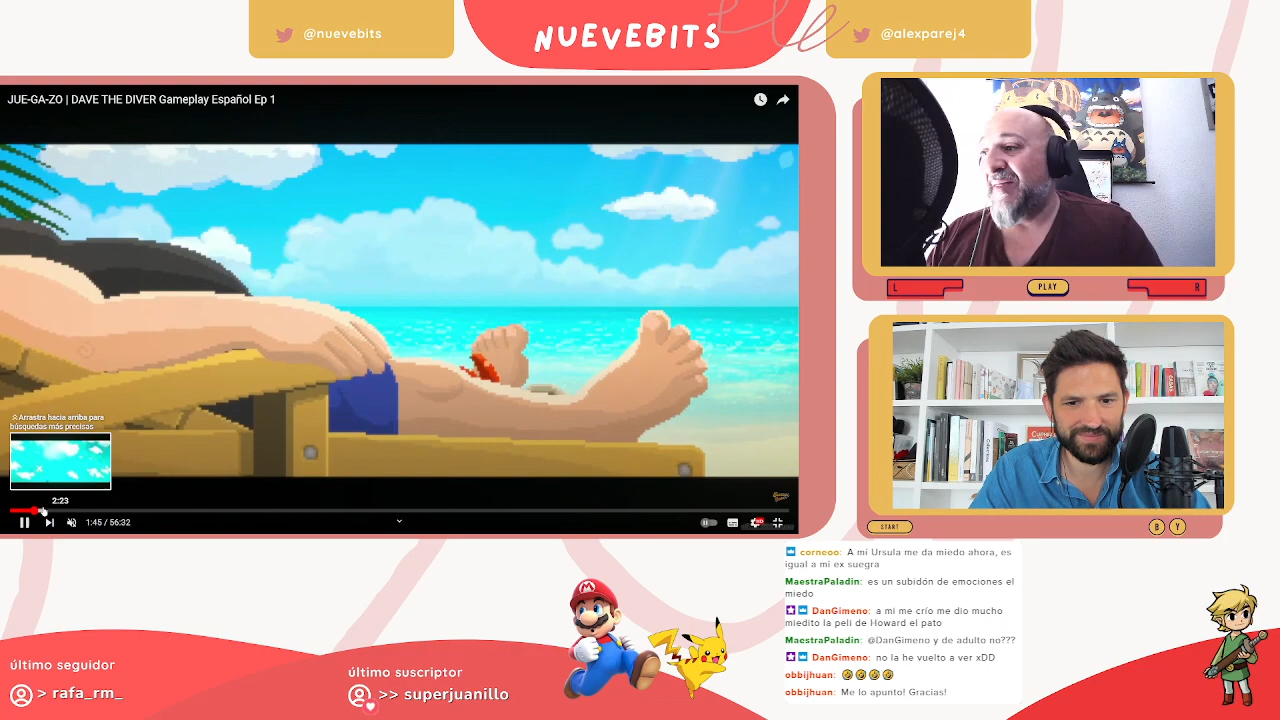 @nuevebits
NUEVEBITS
@alexparej4
JUE-GA-ZO | DAVE THE DIVER Gameplay Español Ep 1
Arrastra hacia arriba para
búsquedas más precisas
2:23
1:45 / 56:32
HD
L
PLAY
R
START
B
Y
corneoo: A mí Ursula me da miedo ahora, es
igual a mi ex suegra
MaestraPaladin: es un subidón de emociones el
miedo
DanGimeno: a mi me crío me dio mucho
miedito la peli de Howard el pato
MaestraPaladin: @DanGimeno y de adulto no???
DanGimeno: no la he vuelto a ver xDD
obbijhuan:
obbijhuan: Me lo apunto! Gracias!
último seguidor
> rafa_rm_
último suscriptor
>> superjuanillo